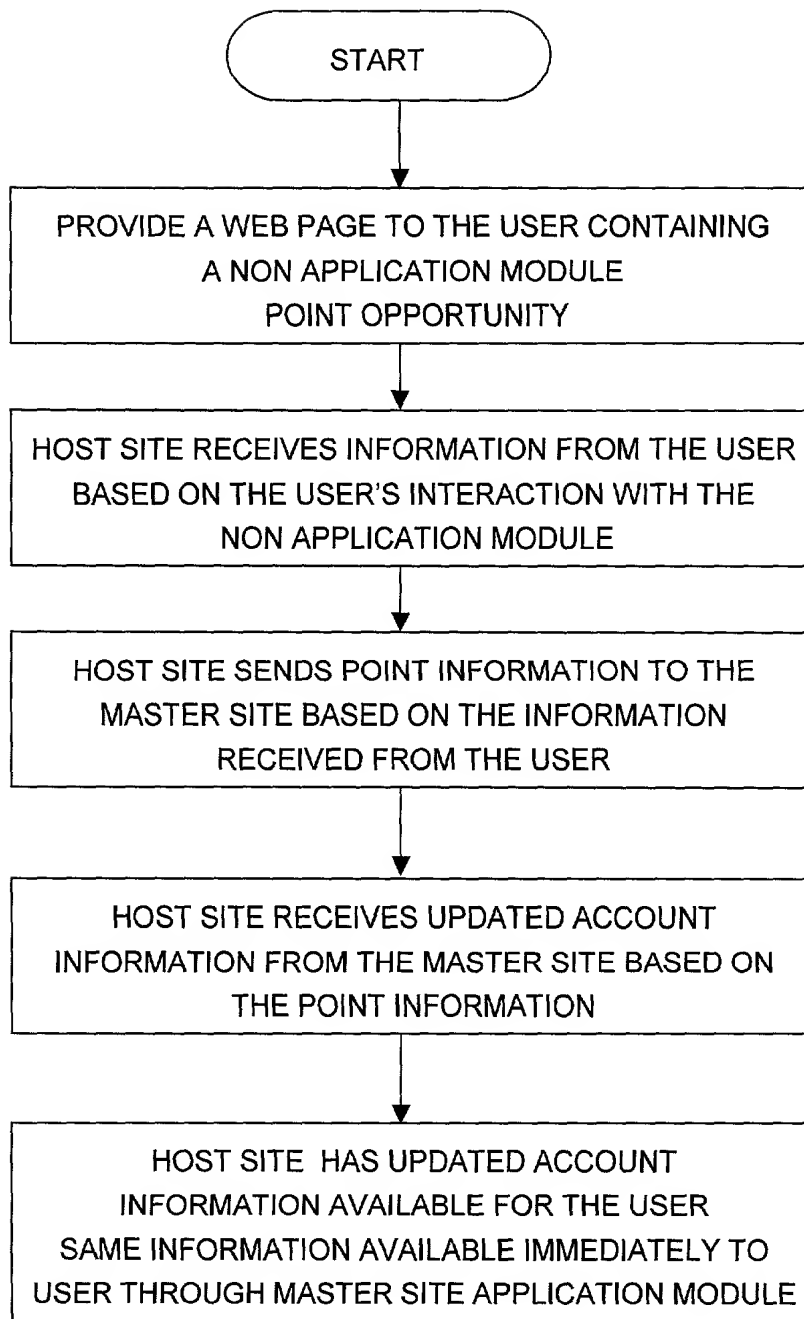 START
PROVIDE A WEB PAGE TO THE USER CONTAINING
A NON APPLICATION MODULE
POINT OPPORTUNITY
HOST SITE RECEIVES INFORMATION FROM THE USER
BASED ON THE USER'S INTERACTION WITH THE
NON APPLICATION MODULE
HOST SITE SENDS POINT INFORMATION TO THE
MASTER SITE BASED ON THE INFORMATION
RECEIVED FROM THE USER
HOST SITE RECEIVES UPDATED ACCOUNT
INFORMATION FROM THE MASTER SITE BASED ON
THE POINT INFORMATION
HOST SITE HAS UPDATED ACCOUNT
INFORMATION AVAILABLE FOR THE USER
SAME INFORMATION AVAILABLE IMMEDIATELY TO
USER THROUGH MASTER SITE APPLICATION MODULE